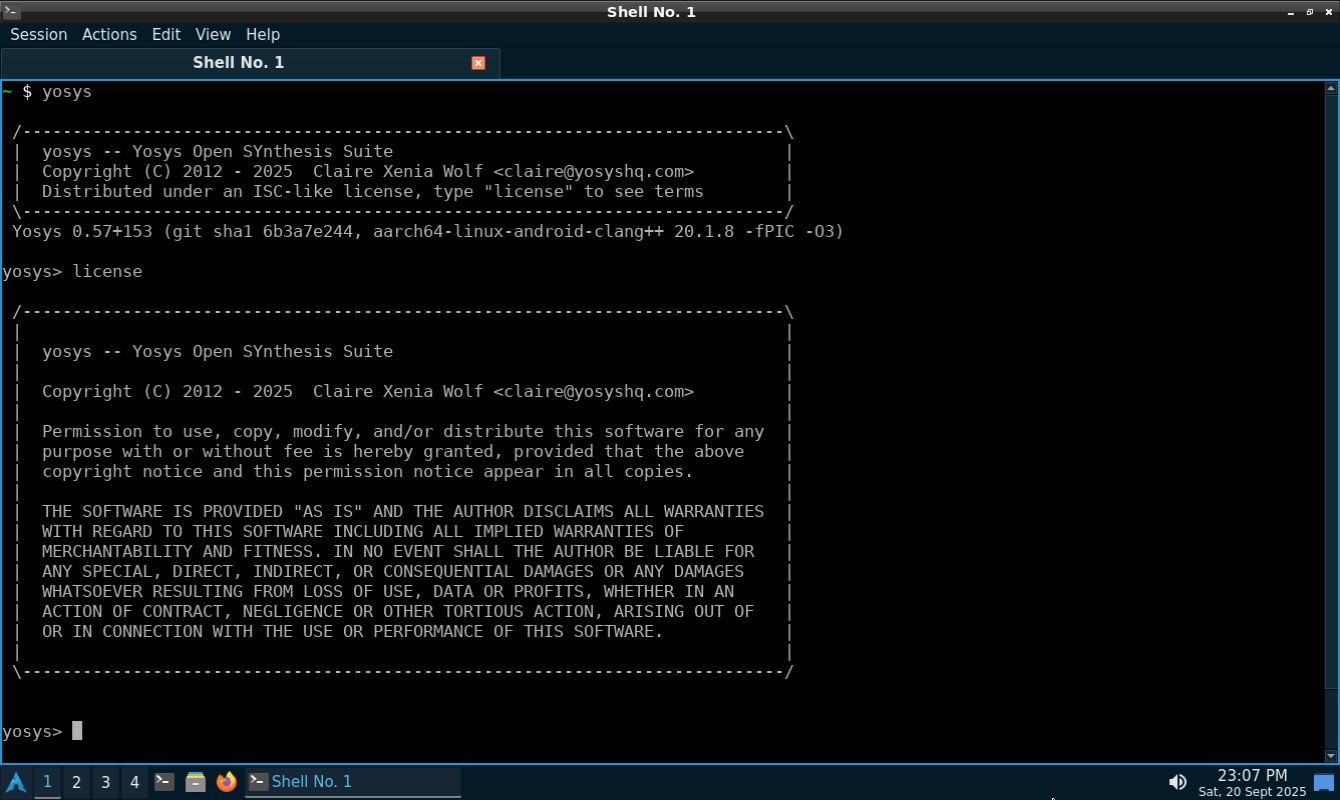 Shell No. 1
Session Actions Edit View Help
Shell No. 1
~ $ yosys
/----------------------------------------------------------------------------\
| yosys -- Yosys Open SYnthesis Suite |
| Copyright (C) 2012 - 2025  Claire Xenia Wolf <claire@yosyshq.com> |
| Distributed under an ISC-like license, type "license" to see terms |
\----------------------------------------------------------------------------/
Yosys 0.57+153 (git sha1 6b3a7e244, aarch64-linux-android-clang++ 20.1.8 -fPIC -O3)
yosys> license
/----------------------------------------------------------------------------\
| |
| yosys -- Yosys Open SYnthesis Suite |
| |
| Copyright (C) 2012 - 2025  Claire Xenia Wolf <claire@yosyshq.com> |
| |
| Permission to use, copy, modify, and/or distribute this software for any |
| purpose with or without fee is hereby granted, provided that the above |
| copyright notice and this permission notice appear in all copies. |
| |
| THE SOFTWARE IS PROVIDED "AS IS" AND THE AUTHOR DISCLAIMS ALL WARRANTIES |
| WITH REGARD TO THIS SOFTWARE INCLUDING ALL IMPLIED WARRANTIES OF |
| MERCHANTABILITY AND FITNESS. IN NO EVENT SHALL THE AUTHOR BE LIABLE FOR |
| ANY SPECIAL, DIRECT, INDIRECT, OR CONSEQUENTIAL DAMAGES OR ANY DAMAGES |
| WHATSOEVER RESULTING FROM LOSS OF USE, DATA OR PROFITS, WHETHER IN AN |
| ACTION OF CONTRACT, NEGLIGENCE OR OTHER TORTIOUS ACTION, ARISING OUT OF |
| OR IN CONNECTION WITH THE USE OR PERFORMANCE OF THIS SOFTWARE. |
| |
\----------------------------------------------------------------------------/
yosys>
1 2 3 4 Shell No. 1
23:07 PM
Sat, 20 Sept 2025